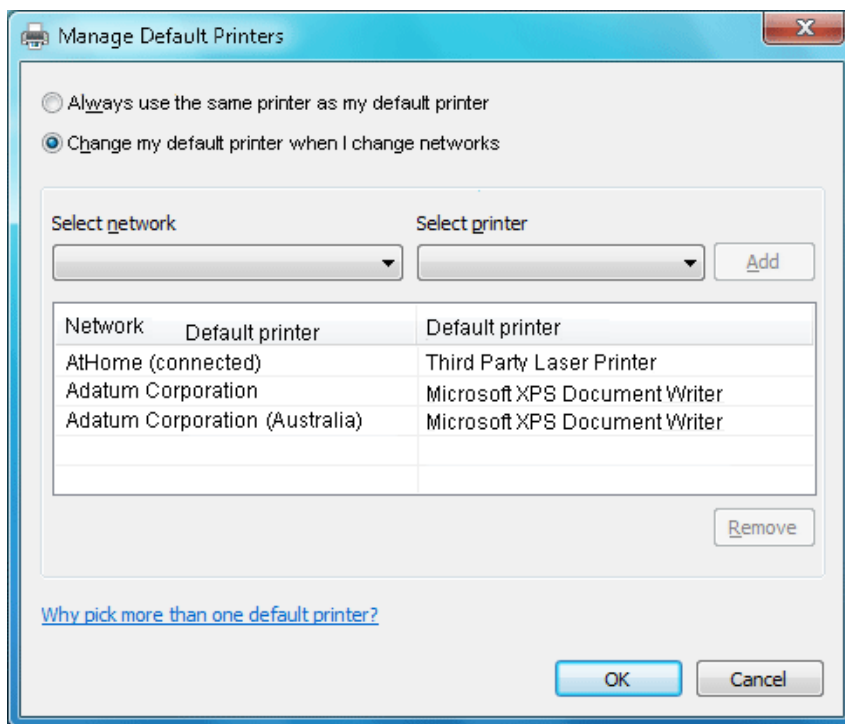 Manage Default Printers
Always use the same printer as my default printer
Change my default printer when I change networks
Select network Select printer
Add
Network Default printer Default printer
AtHome (connected) Third Party Laser Printer
Adatum Corporation Microsoft XPS Document Writer
Adatum Corporation (Australia) Microsoft XPS Document Writer
Remove
Why pick more than one default printer?
OK Cancel